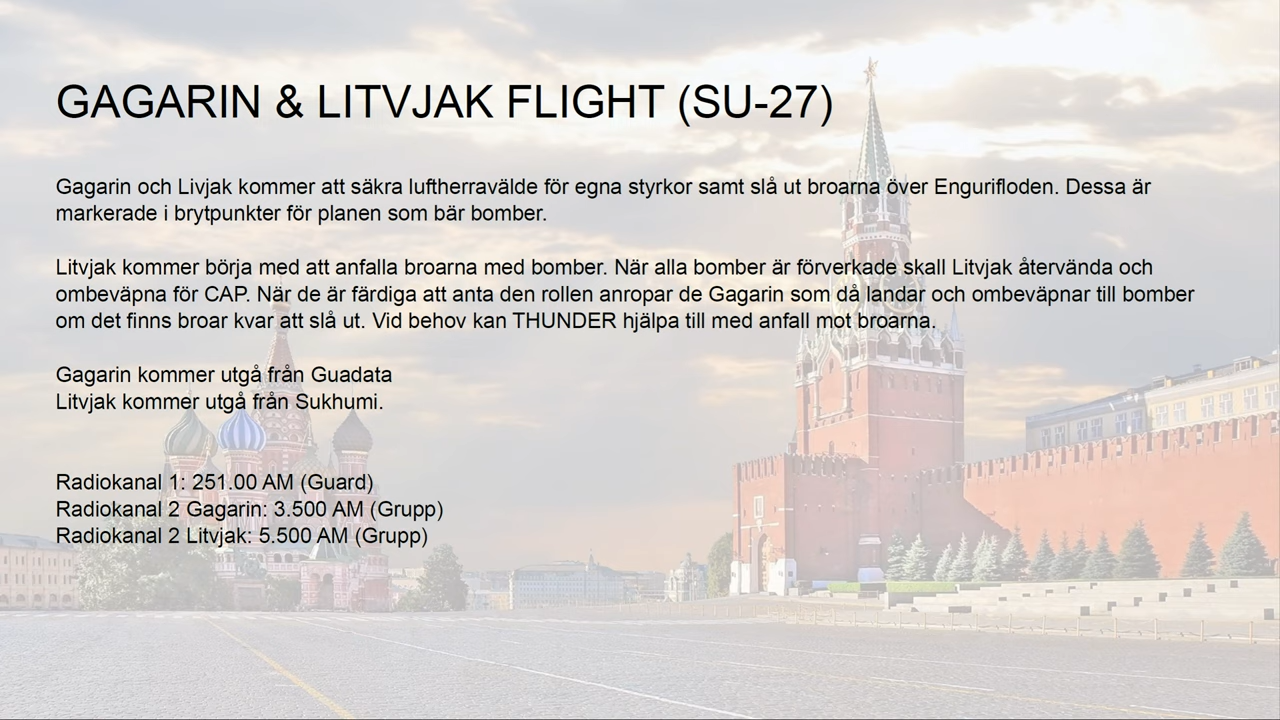 GAGARIN & LITVJAK FLIGHT (SU-27)
Gagarin och Livjak kommer att säkra luftherravälde för egna styrkor samt slå ut broarna över Engurifloden. Dessa är
markerade i brytpunkter för planen som bär bomber.
Litvjak kommer börja med att anfalla broarna med bomber. När alla bomber är förverkade skall Litvjak återvända och
ombeväpna för CAP. När de är färdiga att anta den rollen anropar de Gagarin som då landar och ombeväpnar till bomber
om det finns broar kvar att slå ut. Vid behov kan THUNDER hjälpa till med anfall mot broarna.
Gagarin kommer utgå från Guadata
Litvjak kommer utgå från Sukhumi.
Radiokanal 1: 251.00 AM (Guard)
Radiokanal 2 Gagarin: 3.500 AM (Grupp)
Radiokanal 2 Litvjak: 5.500 AM (Grupp)